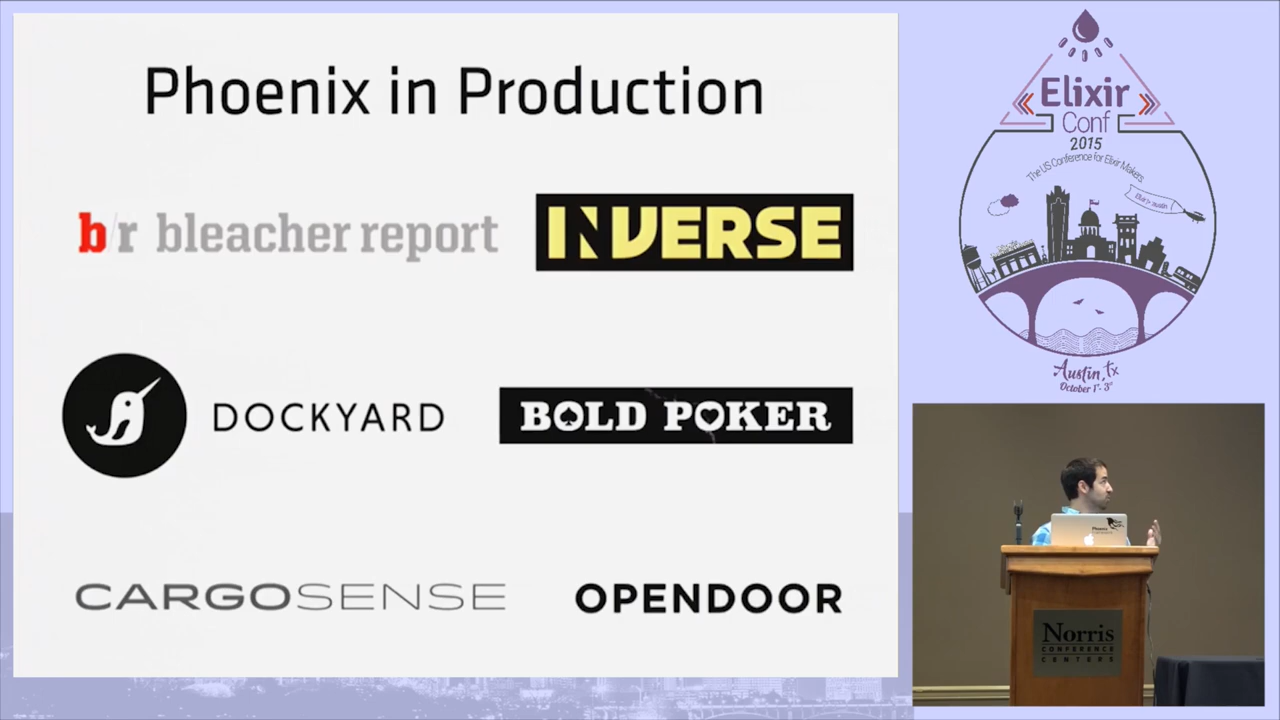 Phoenix in Production
b/r bleacher report
INVERSE
DOCKYARD
BOLD POKER
CARGOSENSE
OPENDOOR
Elixir
Conf
2015
The US Conference for Elixir Makers
Austin, tx
October 1st - 3rd
Phoenix
Norris
CONFERENCE
CENTERS